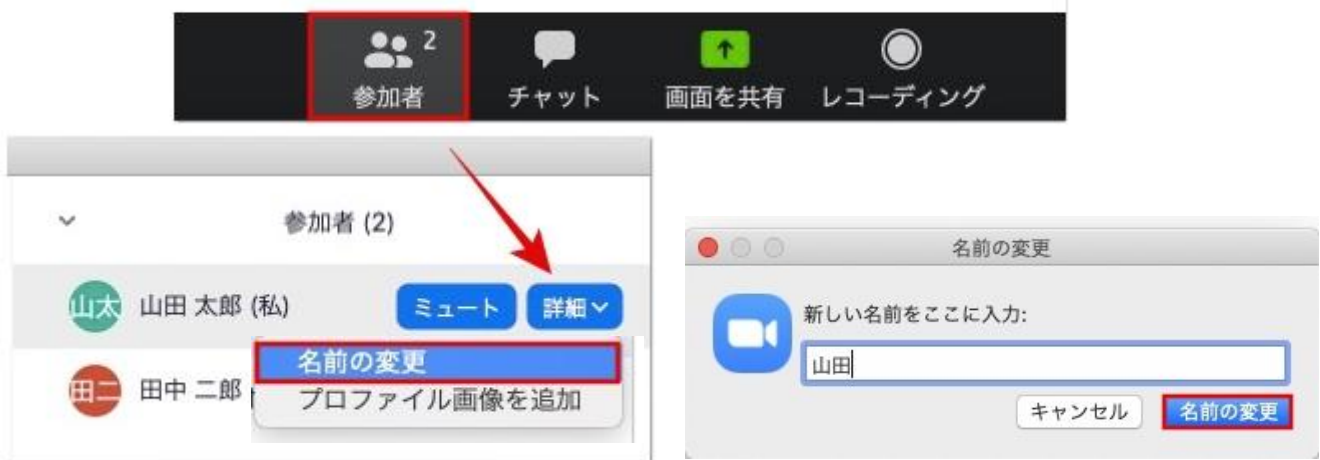 2
参加者 チャット 画面を共有 レコーディング
参加者 (2)
山太 山田 太郎 (私) ミュート 詳細
名前の変更
田二 田中 二郎
プロファイル画像を追加
名前の変更
新しい名前をここに入力:
山田
キャンセル 名前の変更